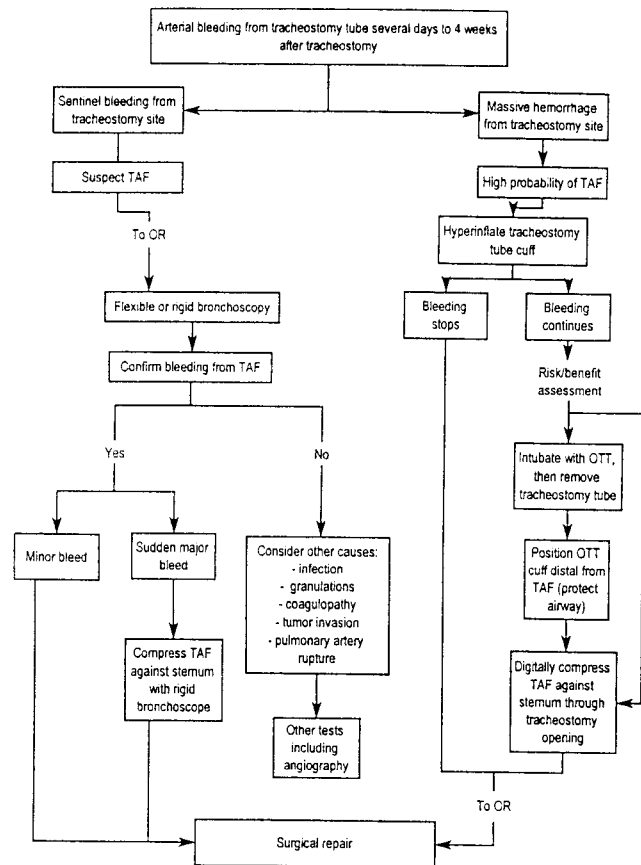 Arterial bleeding from tracheostomy tube several days to 4 weeks
after tracheostomy
Sentinel bleeding from
tracheostomy site
Massive hemorrhage
from tracheostomy site
Suspect TAF
High probability of TAF
To OR
Hyperinflate tracheostomy
tube cuff
Flexible or rigid bronchoscopy
Bleeding
stops
Bleeding
continues
Confirm bleeding from TAF
Risk/benefit
assessment
Yes
No
Intubate with OTT,
then remove
tracheostomy tube
Minor bleed
Sudden major
bleed
Consider other causes:
- infection
- granulations
- coagulopathy
- tumor invasion
- pulmonary artery
rupture
Position OTT
cuff distal from
TAF (protect
airway)
Compress TAF
against sternum
with rigid
bronchoscope
Digitally compress
TAF against
sternum through
tracheostomy
opening
Other tests
including
angiography
To OR
Surgical repair